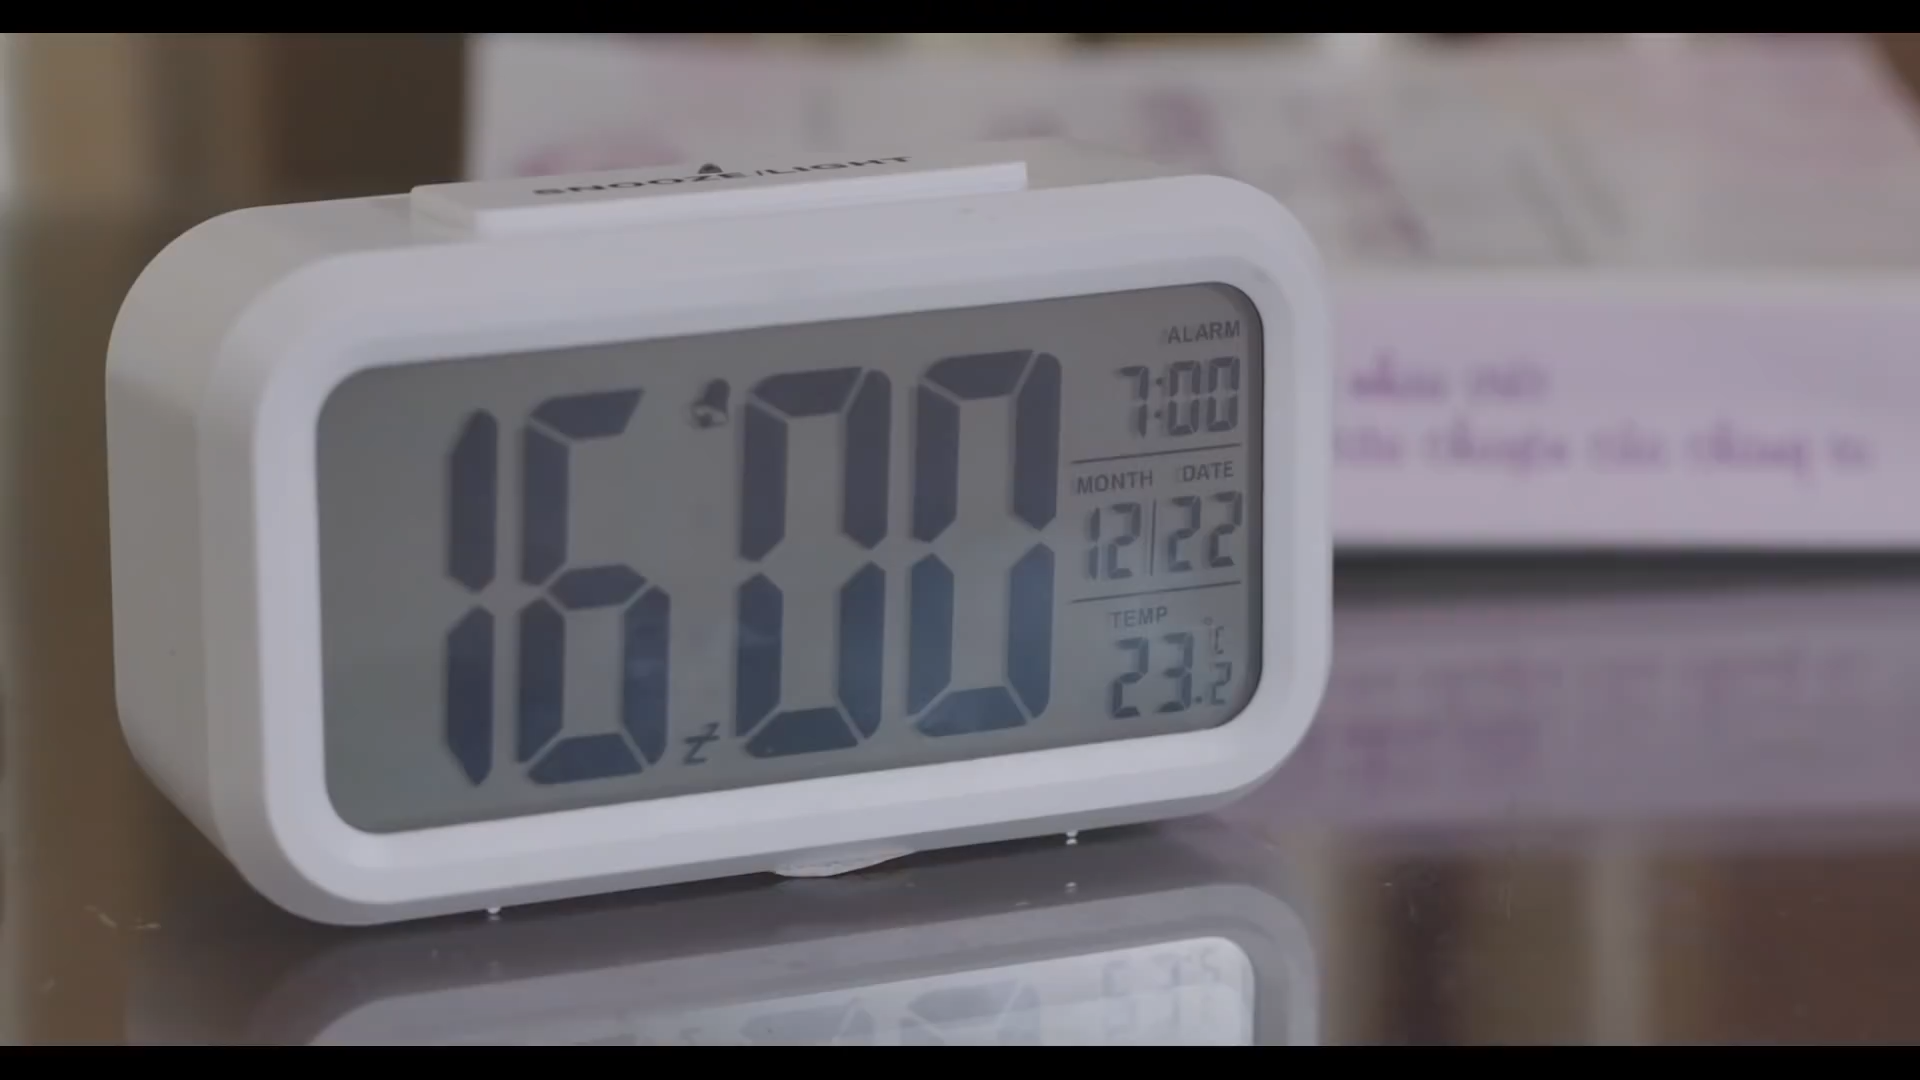 SNOOZE/LIGHT
16:00
ALARM
7:00
MONTH DATE
12|22
TEMP
23.2 °C
z